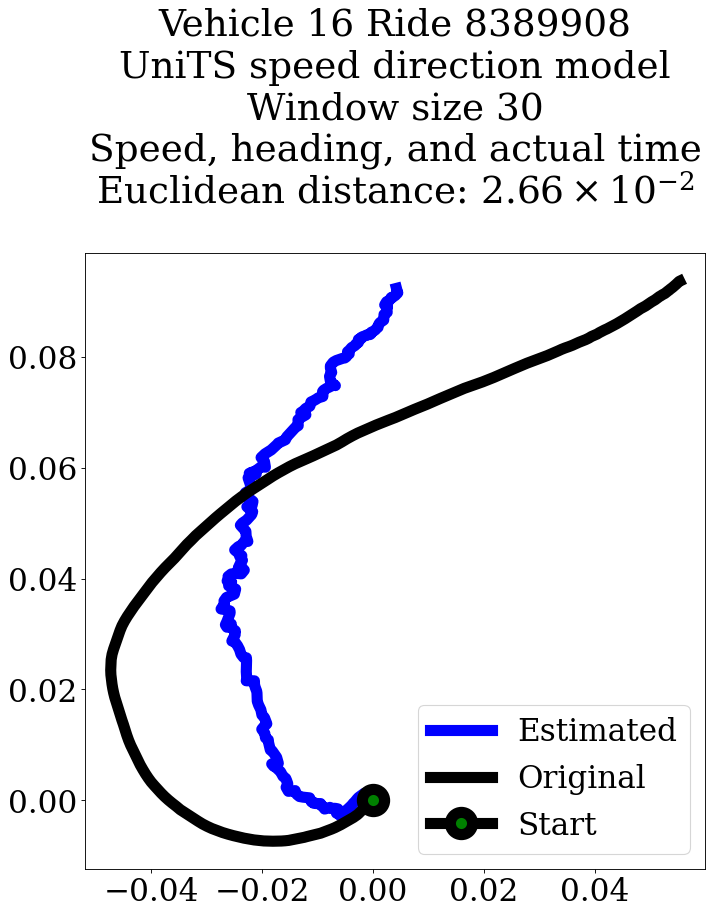 Vehicle 16 Ride 8389908
UniTS speed direction model
Window size 30
Speed, heading, and actual time
Euclidean distance: 2.66 × 10⁻²
0.08
0.06
0.04
0.02
0.00
−0.04 −0.02 0.00 0.02 0.04
Estimated
Original
Start